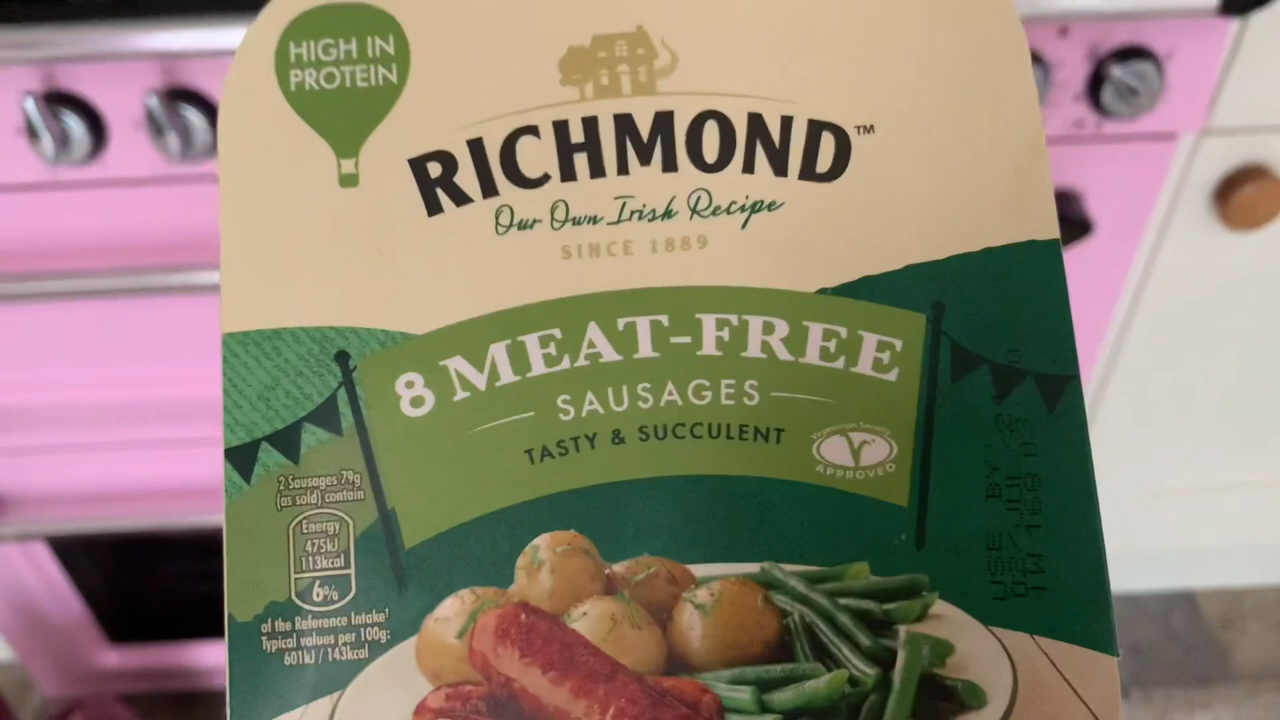 HIGH IN
PROTEIN
RICHMOND™
Our Own Irish Recipe
SINCE 1889
8 MEAT-FREE
SAUSAGES
TASTY & SUCCULENT
Vegetarian Society
V
APPROVED
2 Sausages 79g
(as sold) contain
Energy
475kJ
113kcal
6%
of the Reference Intake†
Typical values per 100g:
601kJ / 143kcal
USE BY